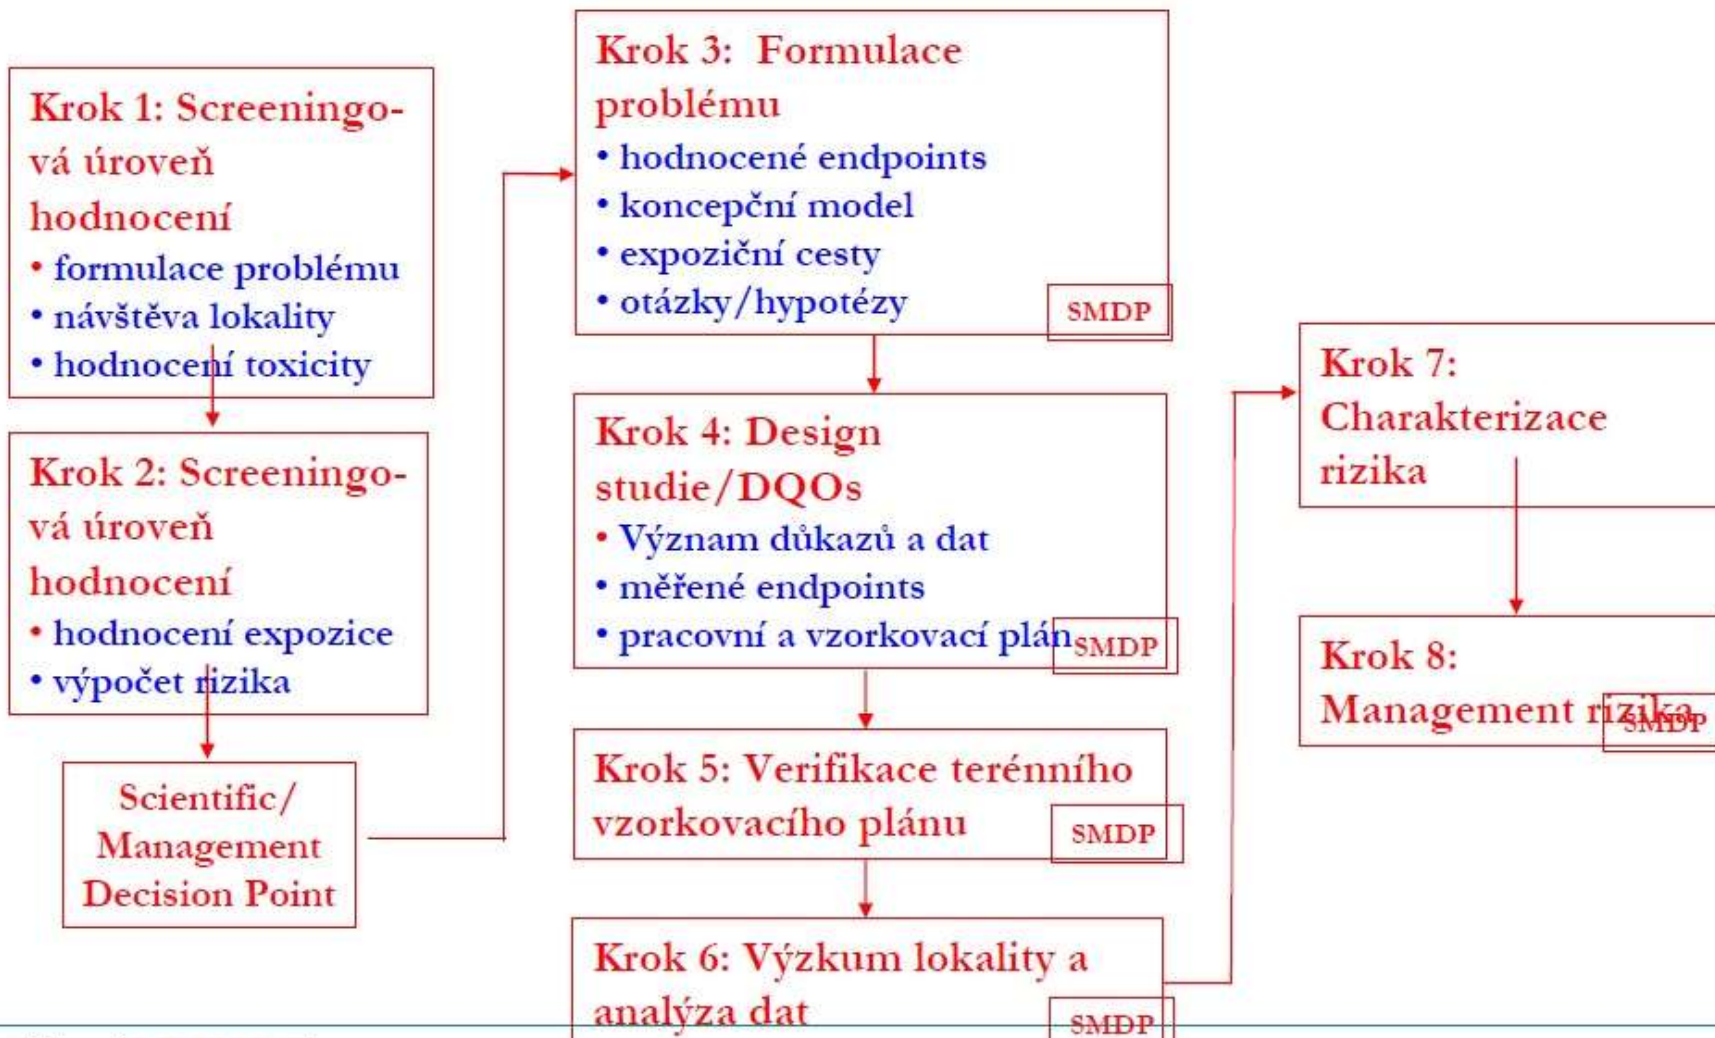 Krok 1: Screeningo-
vá úroveň
hodnocení
• formulace problému
• návštěva lokality
• hodnocení toxicity
Krok 2: Screeningo-
vá úroveň
hodnocení
• hodnocení expozice
• výpočet rizika
Scientific/
Management
Decision Point
Krok 3: Formulace
problému
• hodnocené endpoints
• koncepční model
• expoziční cesty
• otázky/hypotézy
SMDP
Krok 4: Design
studie/DQOs
• Význam důkazů a dat
• měřené endpoints
• pracovní a vzorkovací plán
SMDP
Krok 5: Verifikace terénního
vzorkovacího plánu
SMDP
Krok 6: Výzkum lokality a
analýza dat
SMDP
Krok 7:
Charakterizace
rizika
Krok 8:
Management rizika
SMDP